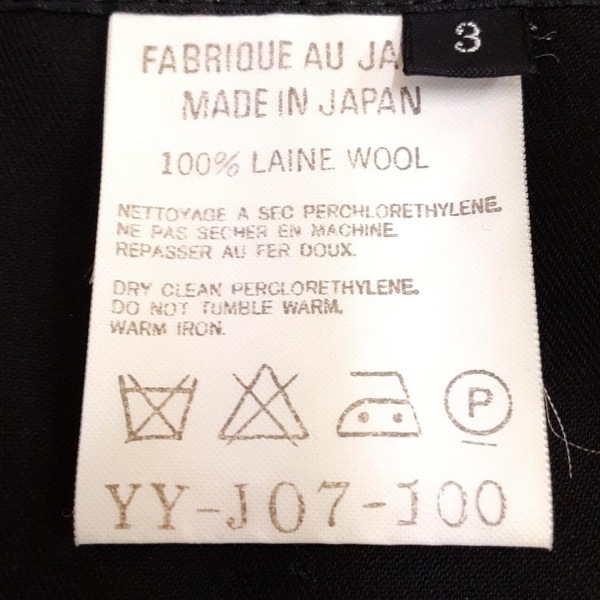 3
FABRIQUE AU JA
MADE IN JAPAN
100% LAINE WOOL
NETTOYAGE A SEC PERCHLORETHYLENE.
NE PAS SECHER EN MACHINE.
REPASSER AU FER DOUX.
DRY CLEAN PERCLORETHYLENE.
DO NOT TUMBLE WARM.
WARM IRON.
P
YY-J07-100